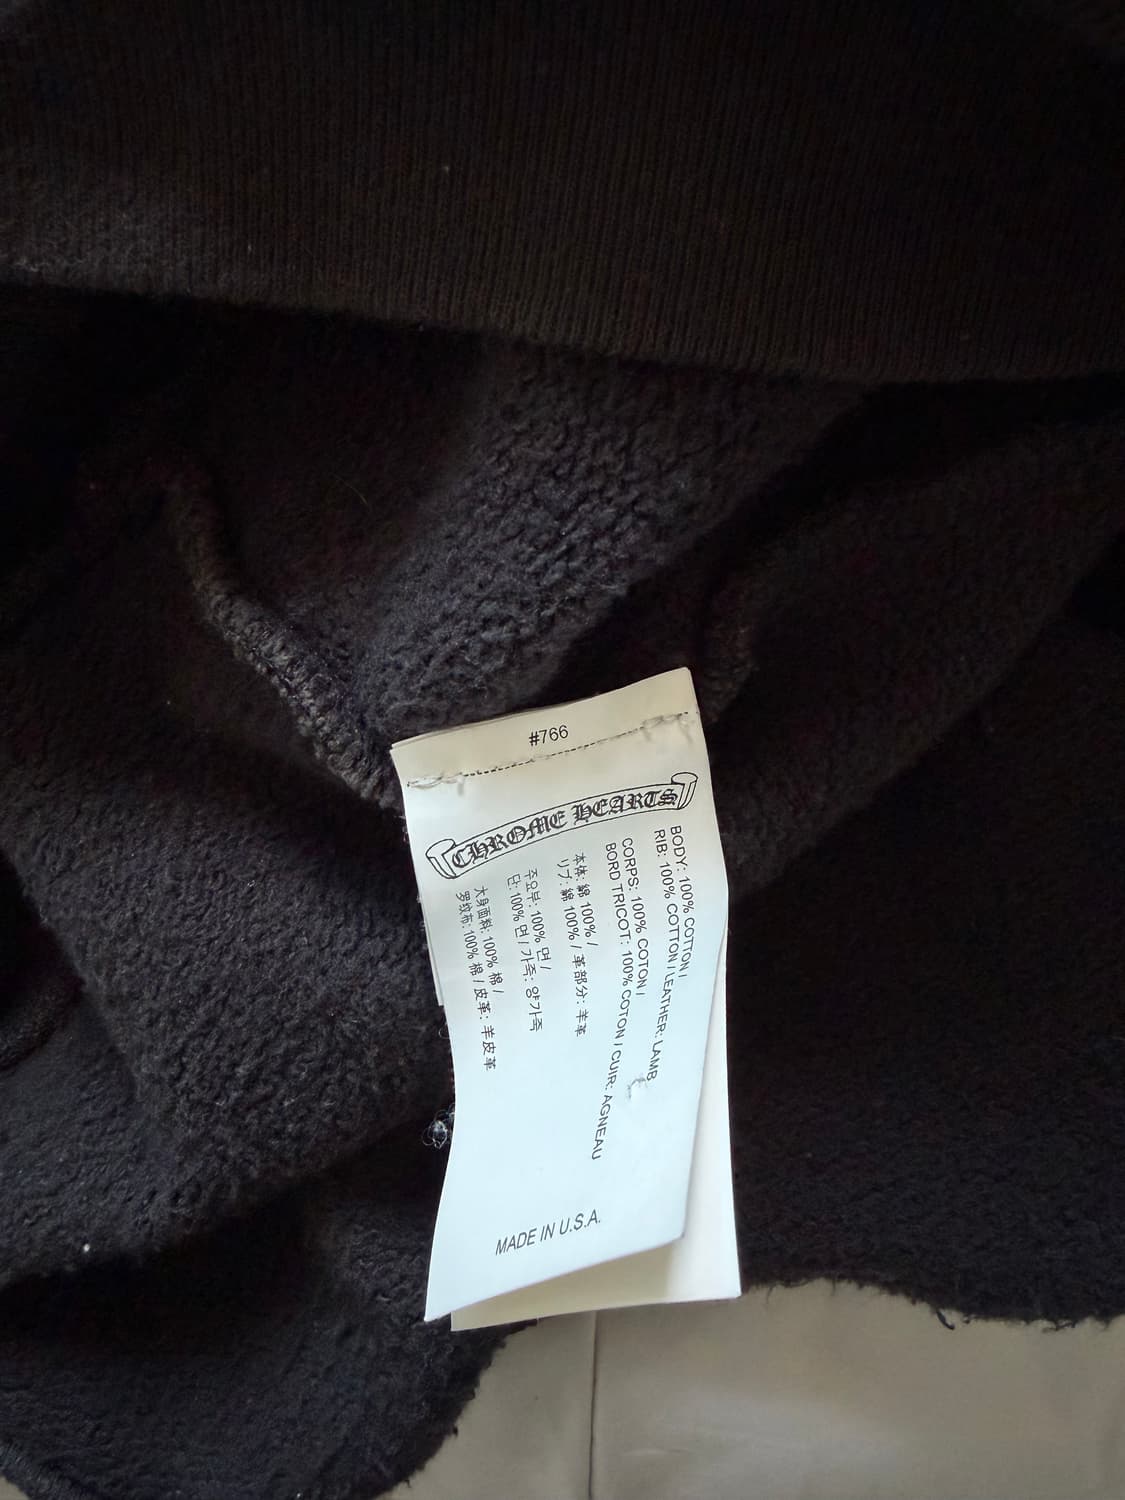 #766
CHROME HEARTS
BODY: 100% COTTON /
RIB: 100% COTTON / LEATHER: LAMB
CORPS: 100% COTON /
BORD TRICOT: 100% COTON / CUIR: AGNEAU
本体: 綿 100% /
リブ: 綿 100% / 革部分: 羊革
주요부: 100% 면 /
단: 100% 면 / 가죽: 양가죽
大身面料: 100% 棉 /
罗纹布: 100% 棉 / 皮革: 羊皮革
MADE IN U.S.A.